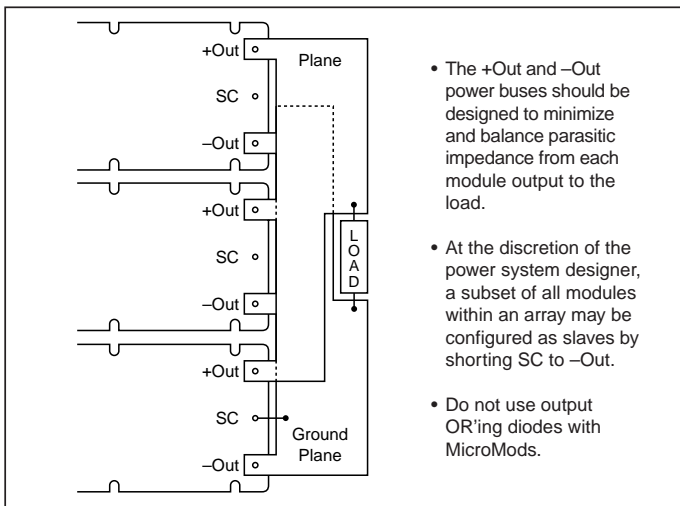 +Out
Plane
SC
–Out
+Out
SC
–Out
+Out
SC
Ground
Plane
–Out
L
O
A
D
• The +Out and –Out
power buses should be
designed to minimize
and balance parasitic
impedance from each
module output to the
load.
• At the discretion of the
power system designer,
a subset of all modules
within an array may be
configured as slaves by
shorting SC to –Out.
• Do not use output
OR'ing diodes with
MicroMods.